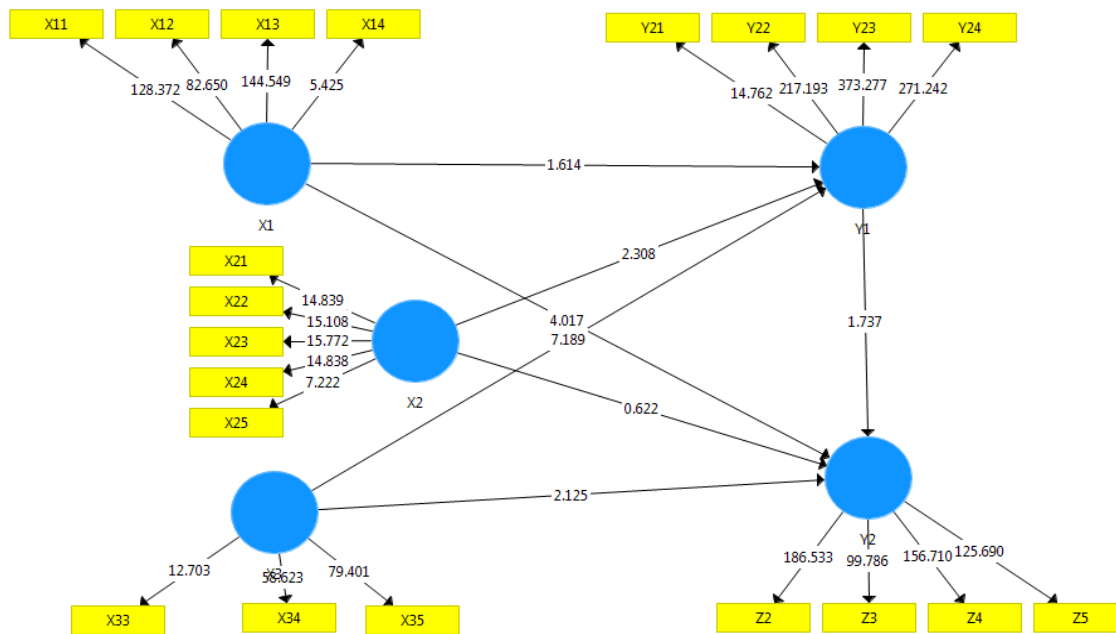 X11
X12
X13
X14
Y21
Y22
Y23
Y24
128.372
82.650
144.549
5.425
14.762
217.193
373.277
271.242
1.614
X1
Y1
X21
2.308
14.839
X22
15.108
4.017
1.737
X23
15.772
7.189
14.838
X24
7.222
X2
0.622
X25
2.125
Y2
12.703
X3
58.623
79.401
186.533
99.786
156.710
125.690
X33
X34
X35
Z2
Z3
Z4
Z5